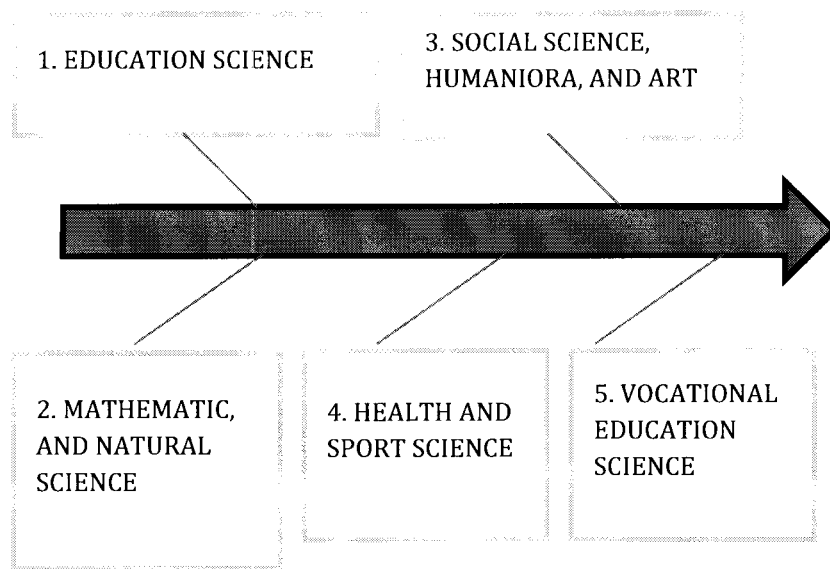 1. EDUCATION SCIENCE
3. SOCIAL SCIENCE,
HUMANIORA, AND ART
2. MATHEMATIC,
AND NATURAL
SCIENCE
4. HEALTH AND
SPORT SCIENCE
5. VOCATIONAL
EDUCATION
SCIENCE